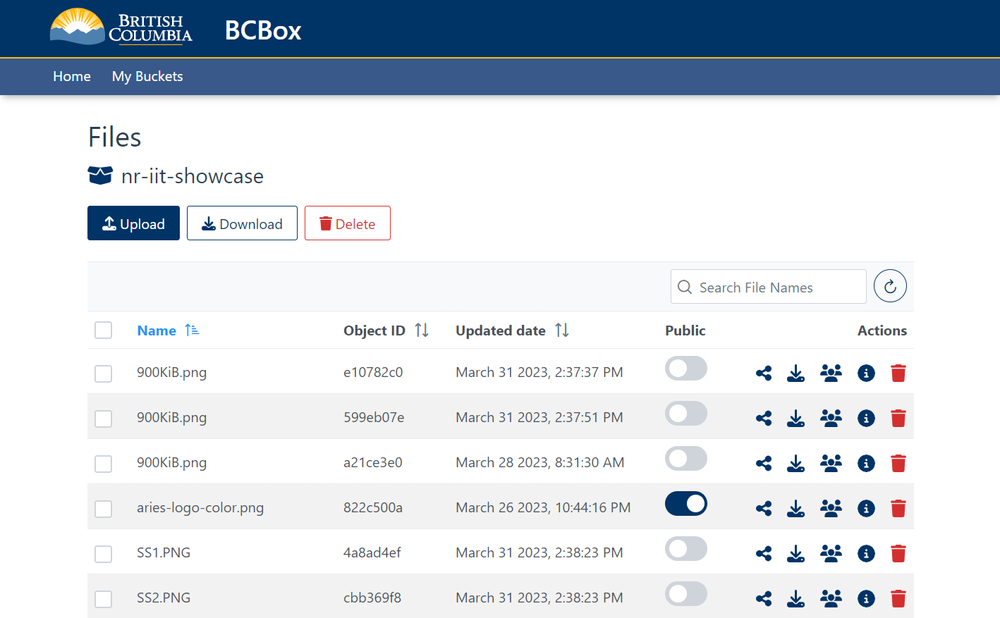 BRITISH
COLUMBIA
BCBox
Home My Buckets
Files
nr-iit-showcase
Upload Download Delete
Search File Names
Name Object ID Updated date Public Actions
900KiB.png e10782c0 March 31 2023, 2:37:37 PM
900KiB.png 599eb07e March 31 2023, 2:37:51 PM
900KiB.png a21ce3e0 March 28 2023, 8:31:30 AM
aries-logo-color.png 822c500a March 26 2023, 10:44:16 PM
SS1.PNG 4a8ad4ef March 31 2023, 2:38:23 PM
SS2.PNG cbb369f8 March 31 2023, 2:38:23 PM